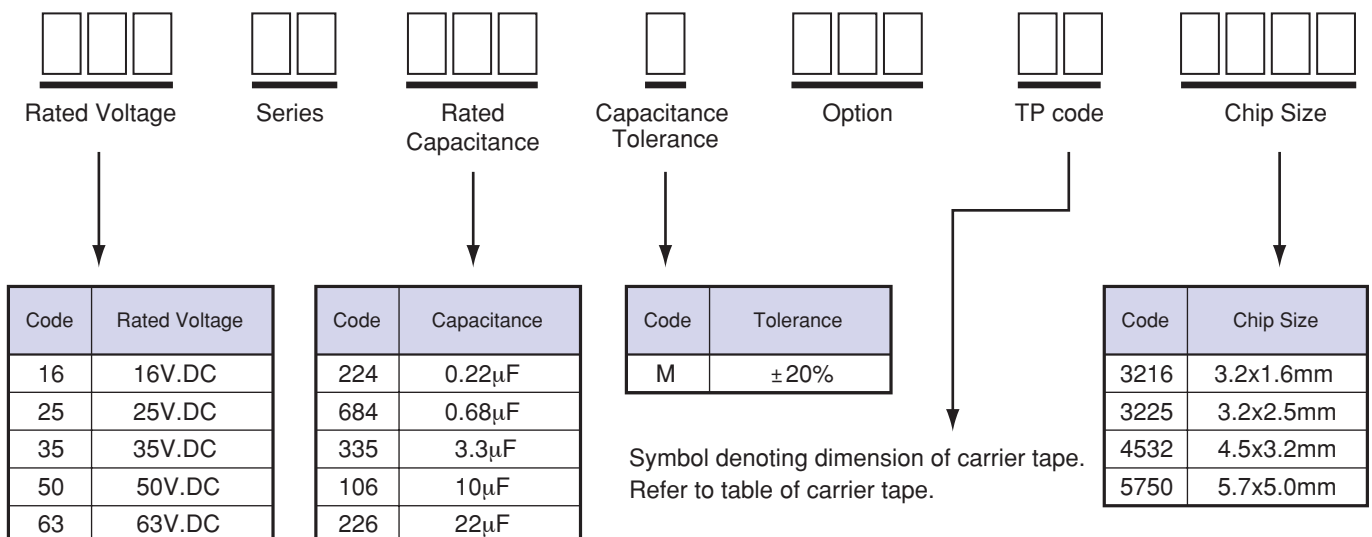 Rated Voltage
Series
Rated
Capacitance
Capacitance
Tolerance
Option
TP code
Chip Size
Code Rated Voltage
16 16V.DC
25 25V.DC
35 35V.DC
50 50V.DC
63 63V.DC
Code Capacitance
224 0.22μF
684 0.68μF
335 3.3μF
106 10μF
226 22μF
Code Tolerance
M ±20%
Symbol denoting dimension of carrier tape.
Refer to table of carrier tape.
Code Chip Size
3216 3.2x1.6mm
3225 3.2x2.5mm
4532 4.5x3.2mm
5750 5.7x5.0mm